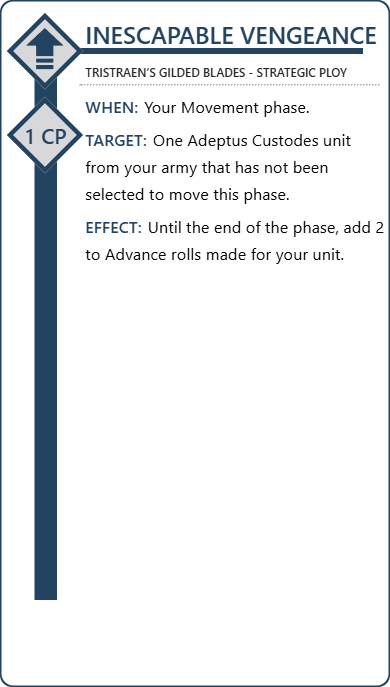 INESCAPABLE VENGEANCE
TRISTRAEN'S GILDED BLADES - STRATEGIC PLOY
1 CP
WHEN: Your Movement phase.
TARGET: One Adeptus Custodes unit
from your army that has not been
selected to move this phase.
EFFECT: Until the end of the phase, add 2
to Advance rolls made for your unit.